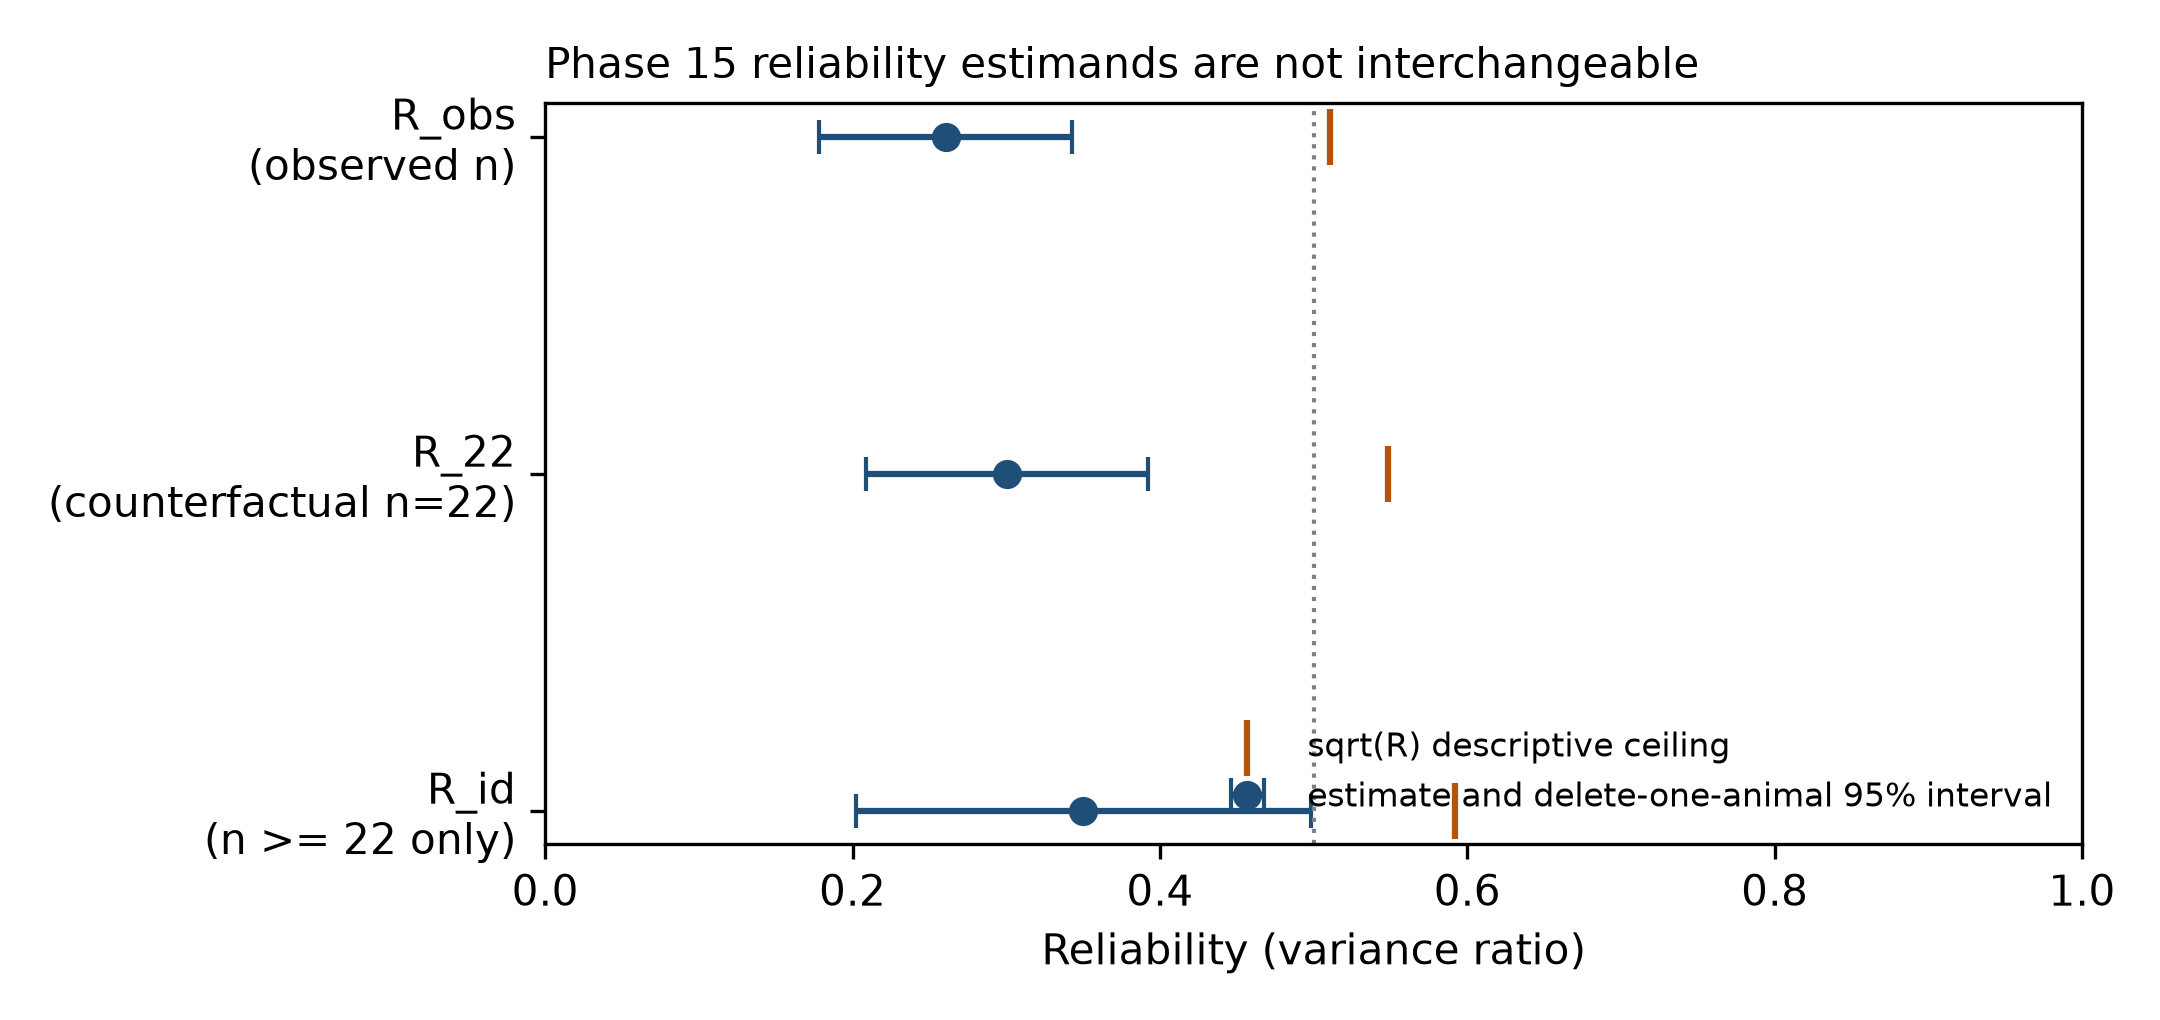 Phase 15 reliability estimands are not interchangeable
R_obs
(observed n)
R_22
(counterfactual n=22)
R_id
(n >= 22 only)
sqrt(R) descriptive ceiling
estimate and delete-one-animal 95% interval
0.0 0.2 0.4 0.6 0.8 1.0
Reliability (variance ratio)